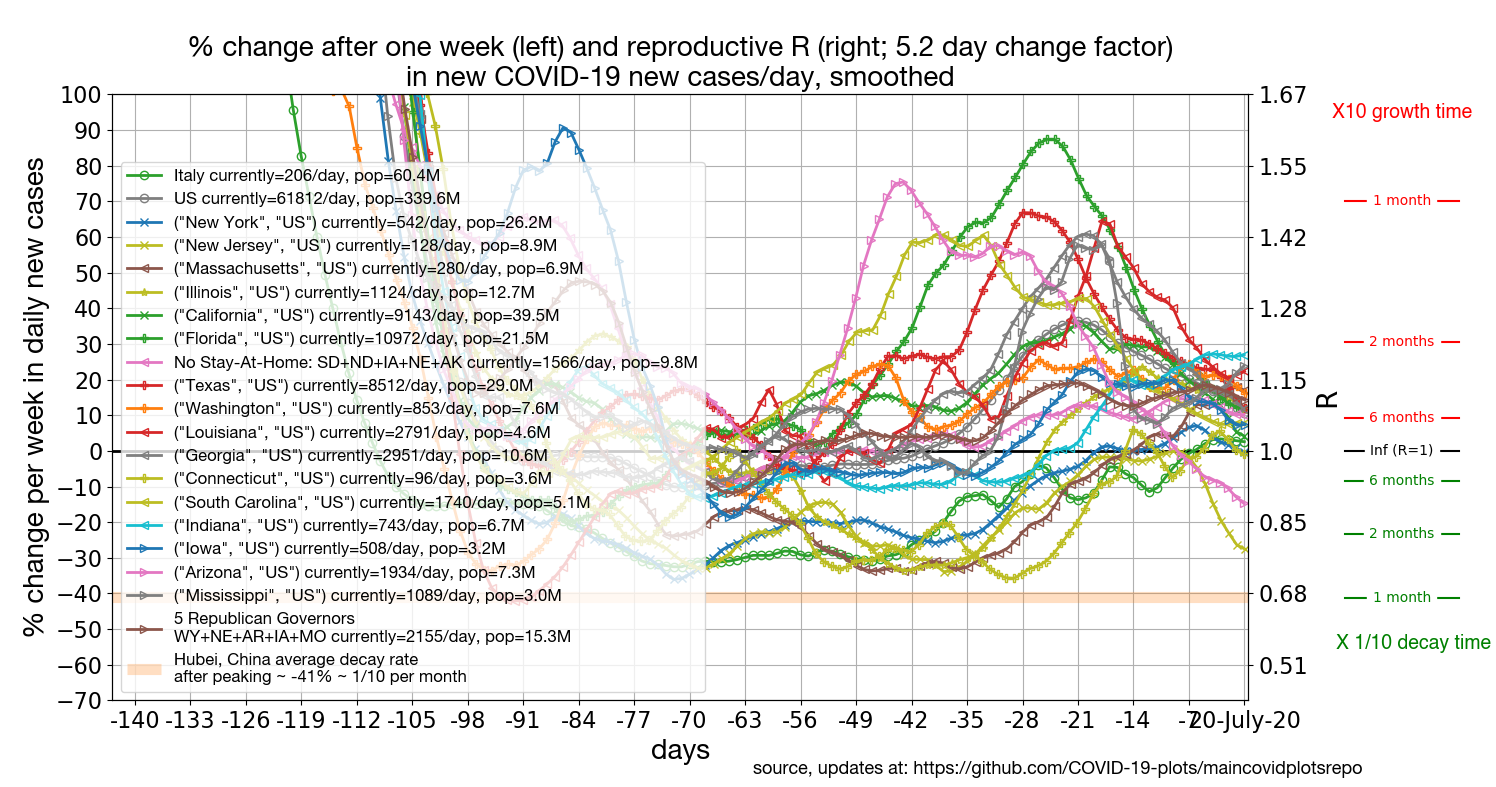 % change after one week (left) and reproductive R (right; 5.2 day change factor)
in new COVID-19 new cases/day, smoothed
% change per week in daily new cases
100
90
80
70
60
50
40
30
20
10
0
−10
−20
−30
−40
−50
−60
−70
Italy currently=206/day, pop=60.4M
US currently=61812/day, pop=339.6M
("New York", "US") currently=542/day, pop=26.2M
("New Jersey", "US") currently=128/day, pop=8.9M
("Massachusetts", "US") currently=280/day, pop=6.9M
("Illinois", "US") currently=1124/day, pop=12.7M
("California", "US") currently=9143/day, pop=39.5M
("Florida", "US") currently=10972/day, pop=21.5M
No Stay-At-Home: SD+ND+IA+NE+AK currently=1566/day, pop=9.8M
("Texas", "US") currently=8512/day, pop=29.0M
("Washington", "US") currently=853/day, pop=7.6M
("Louisiana", "US") currently=2791/day, pop=4.6M
("Georgia", "US") currently=2951/day, pop=10.6M
("Connecticut", "US") currently=96/day, pop=3.6M
("South Carolina", "US") currently=1740/day, pop=5.1M
("Indiana", "US") currently=743/day, pop=6.7M
("Iowa", "US") currently=508/day, pop=3.2M
("Arizona", "US") currently=1934/day, pop=7.3M
("Mississippi", "US") currently=1089/day, pop=3.0M
5 Republican Governors
WY+NE+AR+IA+MO currently=2155/day, pop=15.3M
Hubei, China average decay rate
after peaking ~ -41% ~ 1/10 per month
-140 -133 -126 -119 -112 -105 -98 -91 -84 -77 -70 -63 -56 -49 -42 -35 -28 -21 -14 -7 20-July-20
days
1.67
1.55
1.42
1.28
1.15
1.0
0.85
0.68
0.51
R
X10 growth time
1 month
2 months
6 months
Inf (R=1)
6 months
2 months
1 month
X 1/10 decay time
source, updates at: https://github.com/COVID-19-plots/maincovidplotsrepo